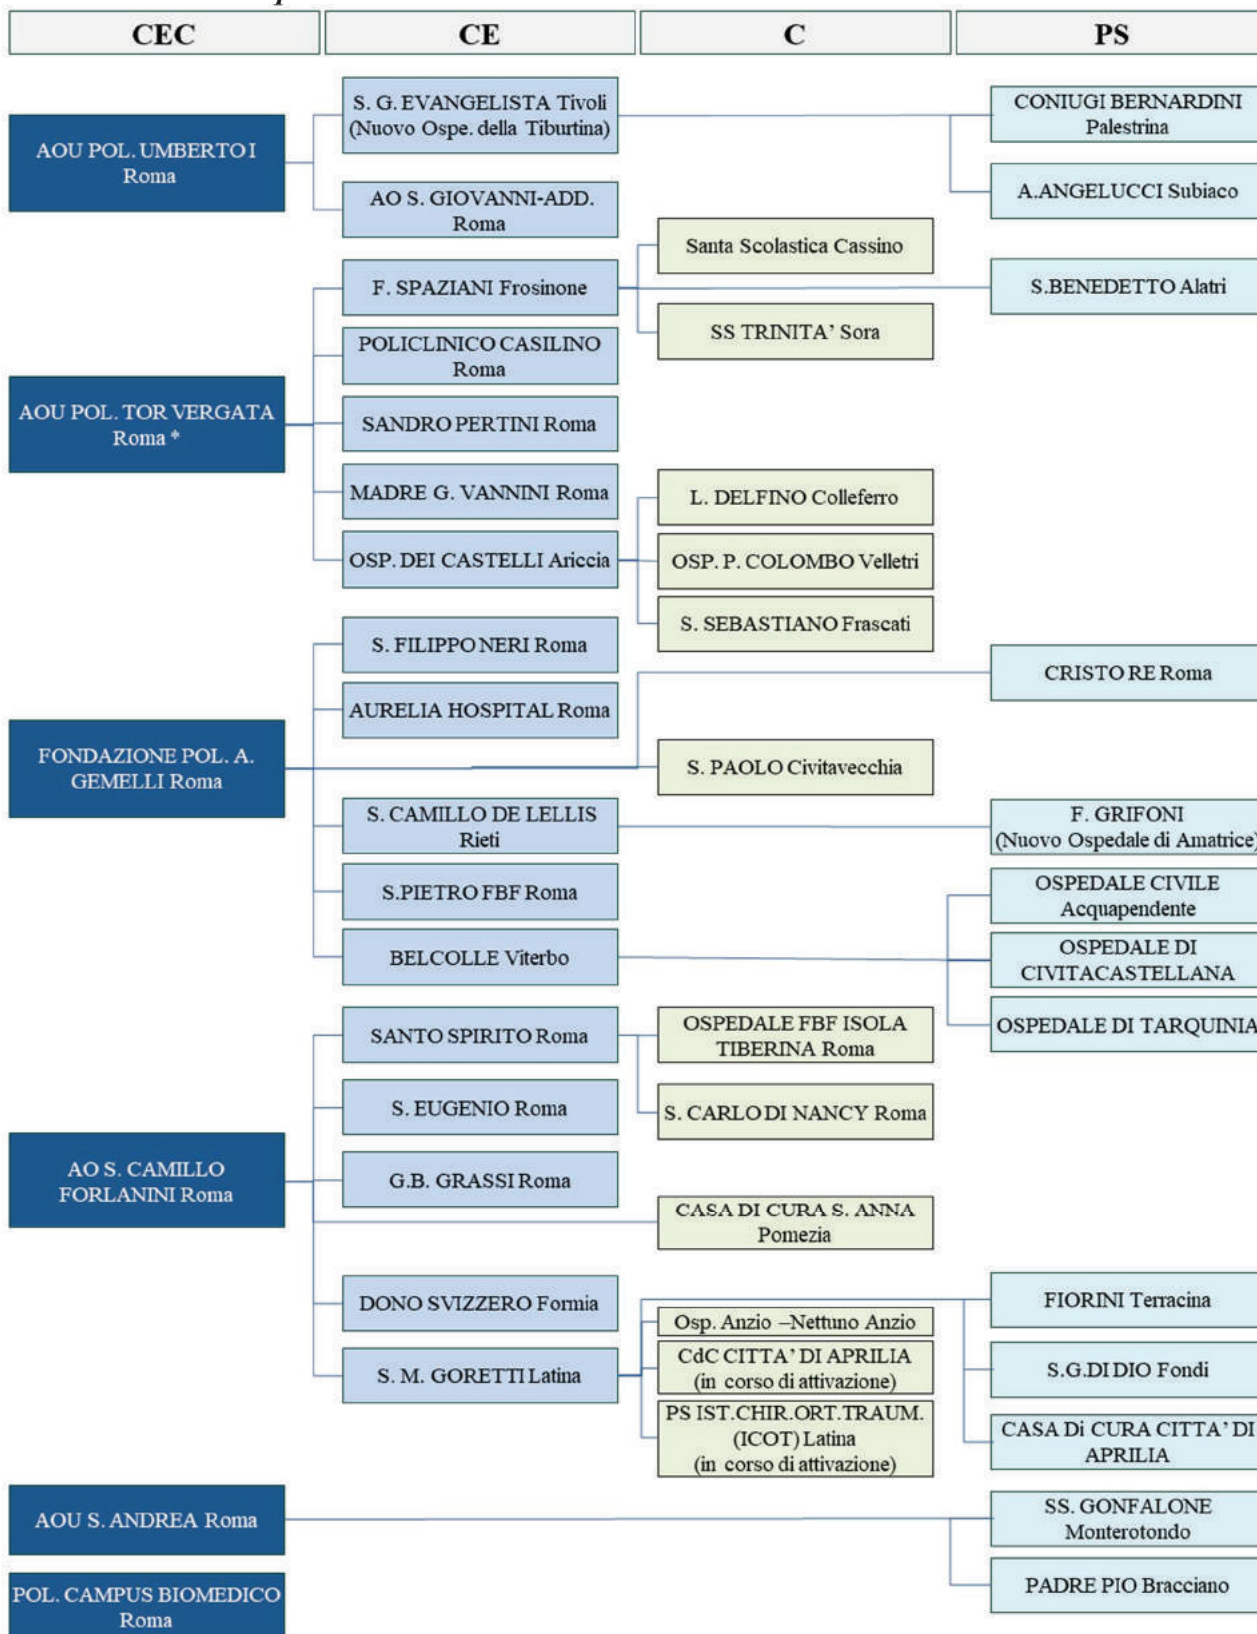 CEC
CE
C
PS
AOU POL. UMBERTO I
Roma
S. G. EVANGELISTA Tivoli
(Nuovo Ospe. della Tiburtina)
CONIUGI BERNARDINI
Palestrina
A.ANGELUCCI Subiaco
AO S. GIOVANNI-ADD.
Roma
AOU POL. TOR VERGATA
Roma *
F. SPAZIANI Frosinone
Santa Scolastica Cassino
SS TRINITA’ Sora
S.BENEDETTO Alatri
POLICLINICO CASILINO
Roma
SANDRO PERTINI Roma
MADRE G. VANNINI Roma
OSP. DEI CASTELLI Ariccia
L. DELFINO Colleferro
OSP. P. COLOMBO Velletri
S. SEBASTIANO Frascati
FONDAZIONE POL. A.
GEMELLI Roma
S. FILIPPO NERI Roma
AURELIA HOSPITAL Roma
CRISTO RE Roma
S. PAOLO Civitavecchia
S. CAMILLO DE LELLIS
Rieti
F. GRIFONI
(Nuovo Ospedale di Amatrice)
S.PIETRO FBF Roma
BELCOLLE Viterbo
OSPEDALE CIVILE
Acquapendente
OSPEDALE DI
CIVITACASTELLANA
OSPEDALE DI TARQUINIA
AO S. CAMILLO
FORLANINI Roma
SANTO SPIRITO Roma
OSPEDALE FBF ISOLA
TIBERINA Roma
S. CARLO DI NANCY Roma
S. EUGENIO Roma
G.B. GRASSI Roma
CASA DI CURA S. ANNA
Pomezia
DONO SVIZZERO Formia
S. M. GORETTI Latina
Osp. Anzio –Nettuno Anzio
CdC CITTA’ DI APRILIA
(in corso di attivazione)
PS IST.CHIR.ORT.TRAUM.
(ICOT) Latina
(in corso di attivazione)
FIORINI Terracina
S.G.DI DIO Fondi
CASA Di CURA CITTA’ DI
APRILIA
AOU S. ANDREA Roma
SS. GONFALONE
Monterotondo
PADRE PIO Bracciano
POL. CAMPUS BIOMEDICO
Roma